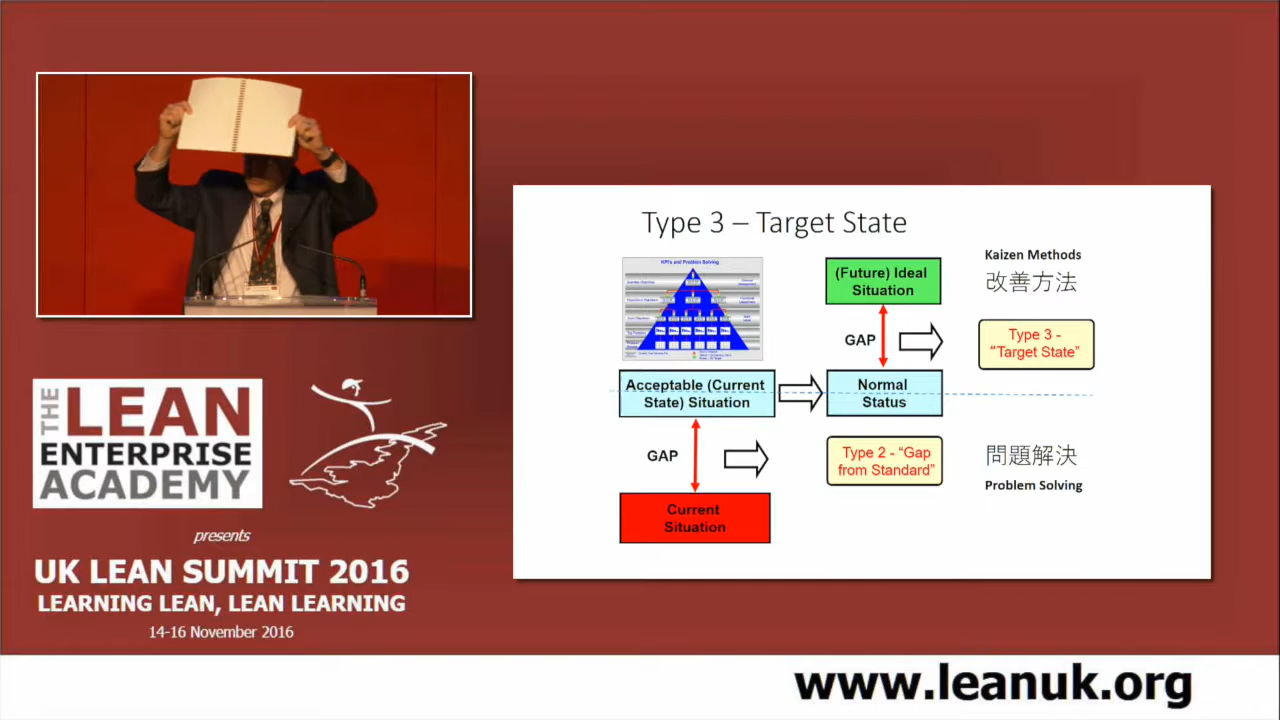 THE
LEAN
ENTERPRISE
ACADEMY
presents
UK LEAN SUMMIT 2016
LEARNING LEAN, LEAN LEARNING
14-16 November 2016
Type 3 – Target State
KPI's and Problem Solving
(Future) Ideal
Situation
Kaizen Methods
改善方法
GAP
Type 3 -
“Target State”
Acceptable (Current
State) Situation
Normal
Status
GAP
Type 2 - “Gap
from Standard”
問題解決
Problem Solving
Current
Situation
www.leanuk.org